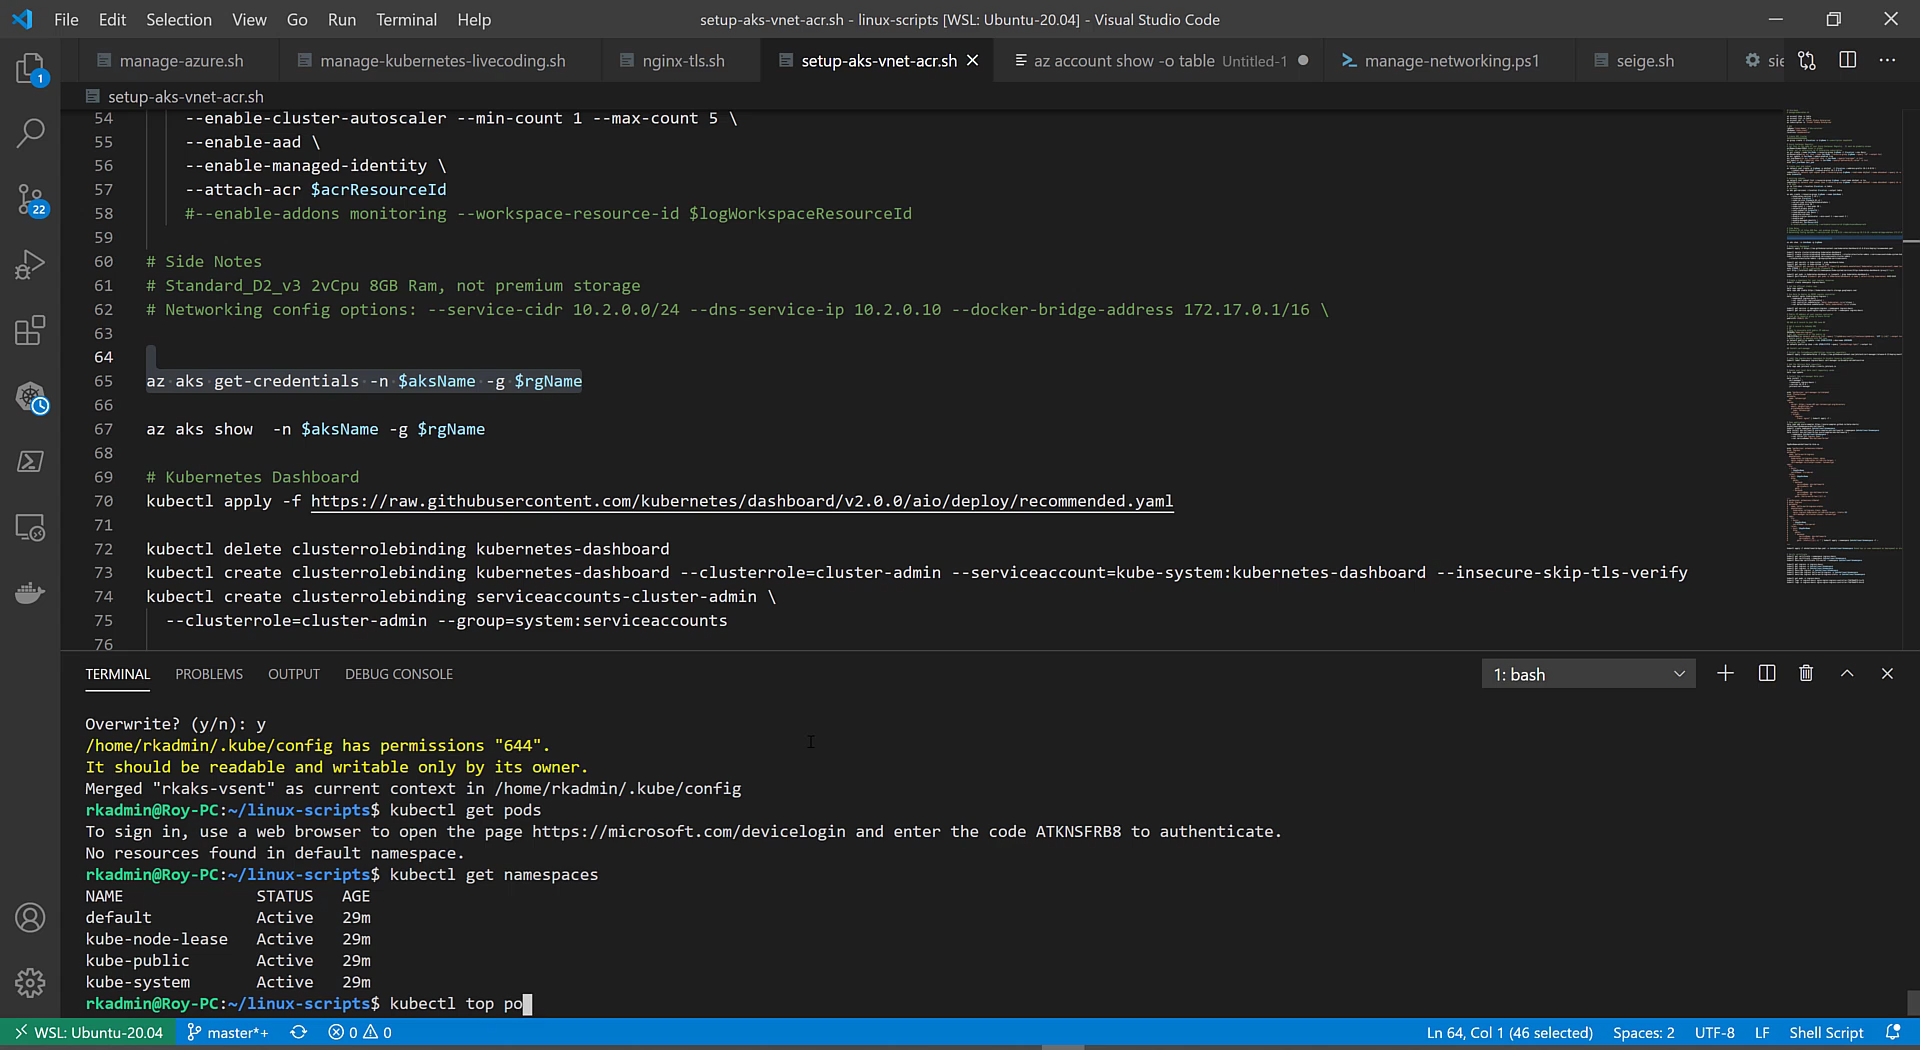 File Edit Selection View Go Run Terminal Help
setup-aks-vnet-acr.sh - linux-scripts [WSL: Ubuntu-20.04] - Visual Studio Code
manage-azure.sh
manage-kubernetes-livecoding.sh
nginx-tls.sh
setup-aks-vnet-acr.sh
az account show -o table Untitled-1
manage-networking.ps1
seige.sh
sie
setup-aks-vnet-acr.sh
1
22
54 --enable-cluster-autoscaler --min-count 1 --max-count 5 \
55 --enable-aad \
56 --enable-managed-identity \
57 --attach-acr $acrResourceId
58 #--enable-addons monitoring --workspace-resource-id $logWorkspaceResourceId
59
60 # Side Notes
61 # Standard_D2_v3 2vCpu 8GB Ram, not premium storage
62 # Networking config options: --service-cidr 10.2.0.0/24 --dns-service-ip 10.2.0.10 --docker-bridge-address 172.17.0.1/16 \
63
64
65 az aks get-credentials -n $aksName -g $rgName
66
67 az aks show  -n $aksName -g $rgName
68
69 # Kubernetes Dashboard
70 kubectl apply -f https://raw.githubusercontent.com/kubernetes/dashboard/v2.0.0/aio/deploy/recommended.yaml
71
72 kubectl delete clusterrolebinding kubernetes-dashboard
73 kubectl create clusterrolebinding kubernetes-dashboard --clusterrole=cluster-admin --serviceaccount=kube-system:kubernetes-dashboard --insecure-skip-tls-verify
74 kubectl create clusterrolebinding serviceaccounts-cluster-admin \
75 --clusterrole=cluster-admin --group=system:serviceaccounts
76
TERMINAL PROBLEMS OUTPUT DEBUG CONSOLE
1: bash
Overwrite? (y/n): y
/home/rkadmin/.kube/config has permissions "644".
It should be readable and writable only by its owner.
Merged "rkaks-vsent" as current context in /home/rkadmin/.kube/config
rkadmin@Roy-PC:~/linux-scripts$ kubectl get pods
To sign in, use a web browser to open the page https://microsoft.com/devicelogin and enter the code ATKNSFRB8 to authenticate.
No resources found in default namespace.
rkadmin@Roy-PC:~/linux-scripts$ kubectl get namespaces
NAME STATUS AGE
default Active 29m
kube-node-lease Active 29m
kube-public Active 29m
kube-system Active 29m
rkadmin@Roy-PC:~/linux-scripts$ kubectl top po
WSL: Ubuntu-20.04 master*+ 0 0 Ln 64, Col 1 (46 selected) Spaces: 2 UTF-8 LF Shell Script